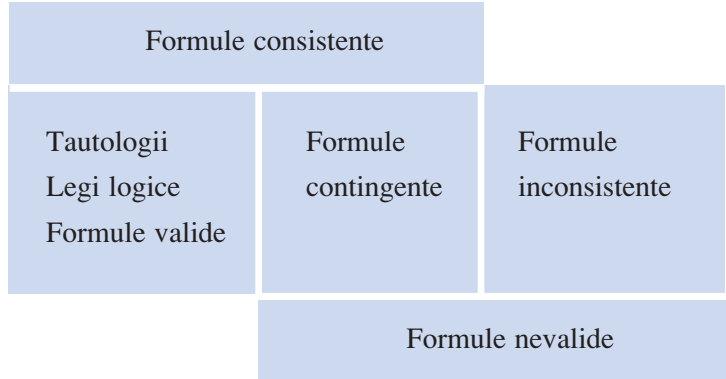 Formule consistente
Tautologii
Legi logice
Formule valide
Formule
contingente
Formule
inconsistente
Formule nevalide